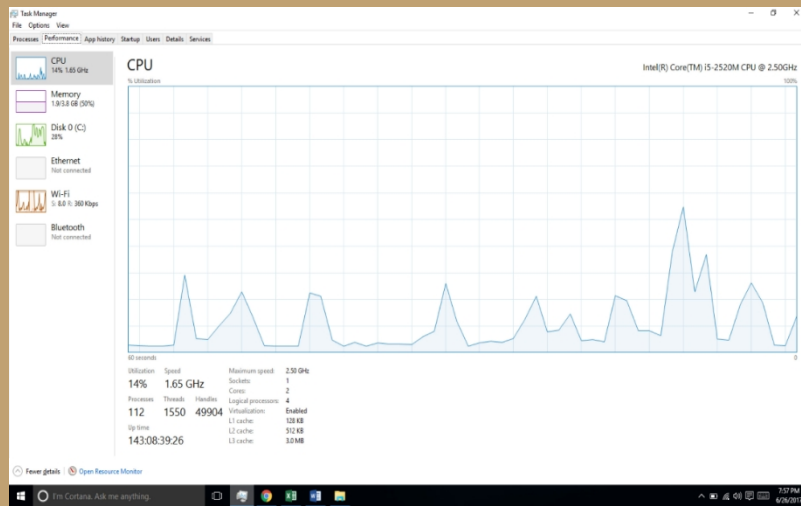 Task Manager
File Options View
Processes Performance App history Startup Users Details Services
CPU
14% 1.65 GHz
Memory
1.9/3.8 GB (50%)
Disk 0 (C:)
28%
Ethernet
Not connected
Wi-Fi
S: 8.0 R: 360 Kbps
Bluetooth
Not connected
CPU
Intel(R) Core(TM) i5-2520M CPU @ 2.50GHz
% Utilization
100%
60 seconds
0
Utilization Speed
14% 1.65 GHz
Processes Threads Handles
112 1550 49904
Up time
143:08:39:26
Maximum speed: 2.50 GHz
Sockets: 1
Cores: 2
Logical processors: 4
Virtualization: Enabled
L1 cache: 128 KB
L2 cache: 512 KB
L3 cache: 3.0 MB
Fewer details
Open Resource Monitor
I'm Cortana. Ask me anything.
7:57 PM
6/26/2017